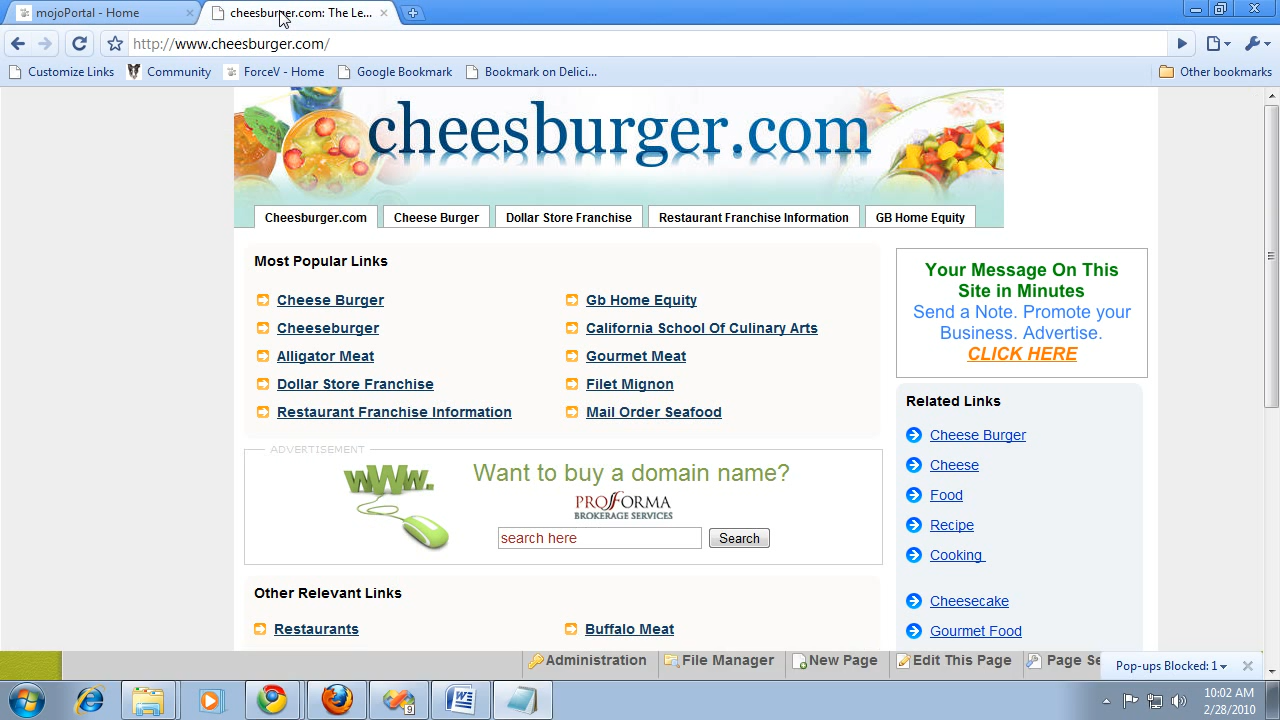 mojoPortal - Home
cheesburger.com: The Le...
http://www.cheesburger.com/
Customize Links
Community
ForceV - Home
Google Bookmark
Bookmark on Delici...
Other bookmarks
cheesburger.com
Cheesburger.com
Cheese Burger
Dollar Store Franchise
Restaurant Franchise Information
GB Home Equity
Most Popular Links
Cheese Burger
Gb Home Equity
Cheeseburger
California School Of Culinary Arts
Alligator Meat
Gourmet Meat
Dollar Store Franchise
Filet Mignon
Restaurant Franchise Information
Mail Order Seafood
Your Message On This
Site in Minutes
Send a Note. Promote your
Business. Advertise.
CLICK HERE
Related Links
Cheese Burger
Cheese
Food
Recipe
Cooking
Cheesecake
Gourmet Food
ADVERTISEMENT
www.
Want to buy a domain name?
PROFORMA
BROKERAGE SERVICES
search here
Search
Other Relevant Links
Restaurants
Buffalo Meat
Administration
File Manager
New Page
Edit This Page
Page Se
Pop-ups Blocked: 1
9
10:02 AM
2/28/2010